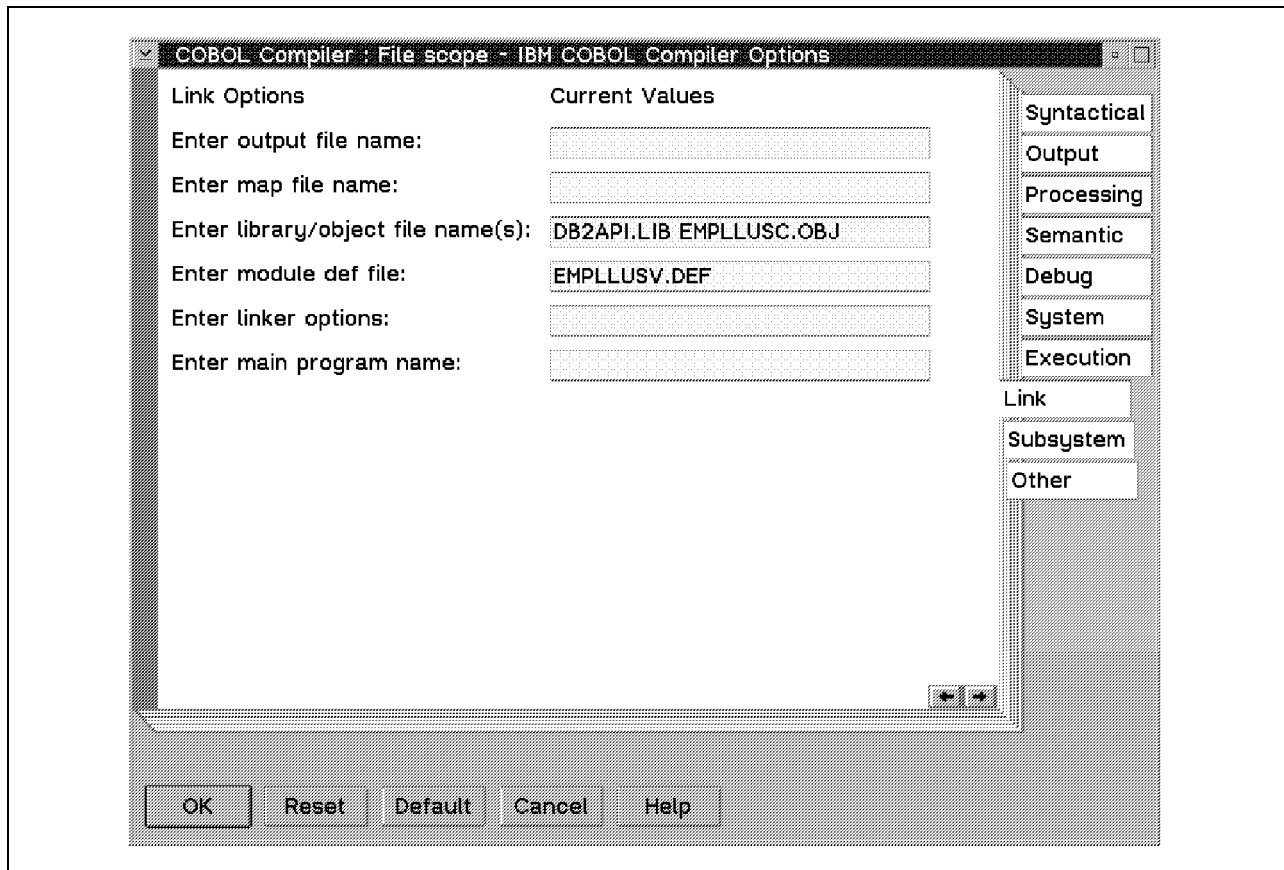 COBOL Compiler : File scope - IBM COBOL Compiler Options
Link Options Current Values
Enter output file name:
Enter map file name:
Enter library/object file name(s): DB2API.LIB EMPLLUSC.OBJ
Enter module def file: EMPLLUSV.DEF
Enter linker options:
Enter main program name:
Syntactical
Output
Processing
Semantic
Debug
System
Execution
Link
Subsystem
Other
OK Reset Default Cancel Help